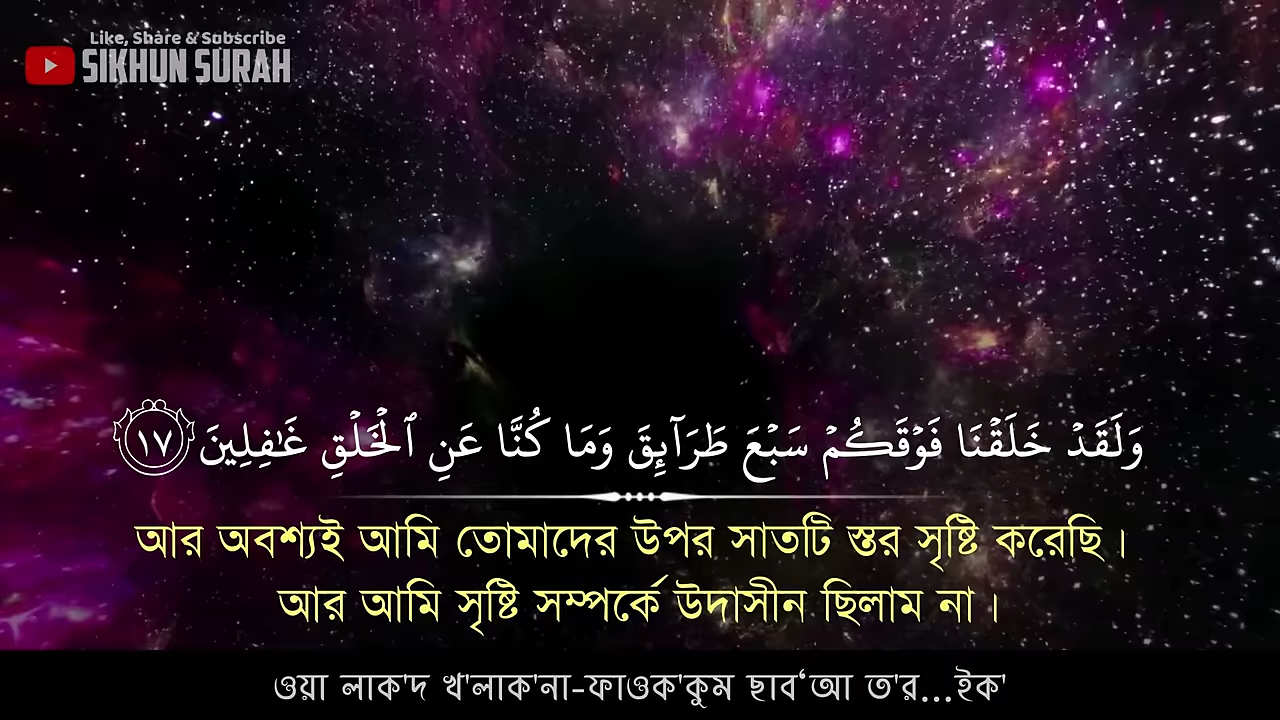 Like, Share & Subscribe
SIKHUN SURAH
وَلَقَدۡ خَلَقۡنَا فَوۡقَكُمۡ سَبۡعَ طَرَآئِقَ وَمَا كُنَّا عَنِ ٱلۡخَلۡقِ غَـٰفِلِينَ ١٧
আর অবশ্যই আমি তোমাদের উপর সাতটি স্তর সৃষ্টি করেছি।
আর আমি সৃষ্টি সম্পর্কে উদাসীন ছিলাম না।
ওয়া লাক'দ খ'লাক'না-ফাওক'কুম ছাব‘আ ত'র...ইক'